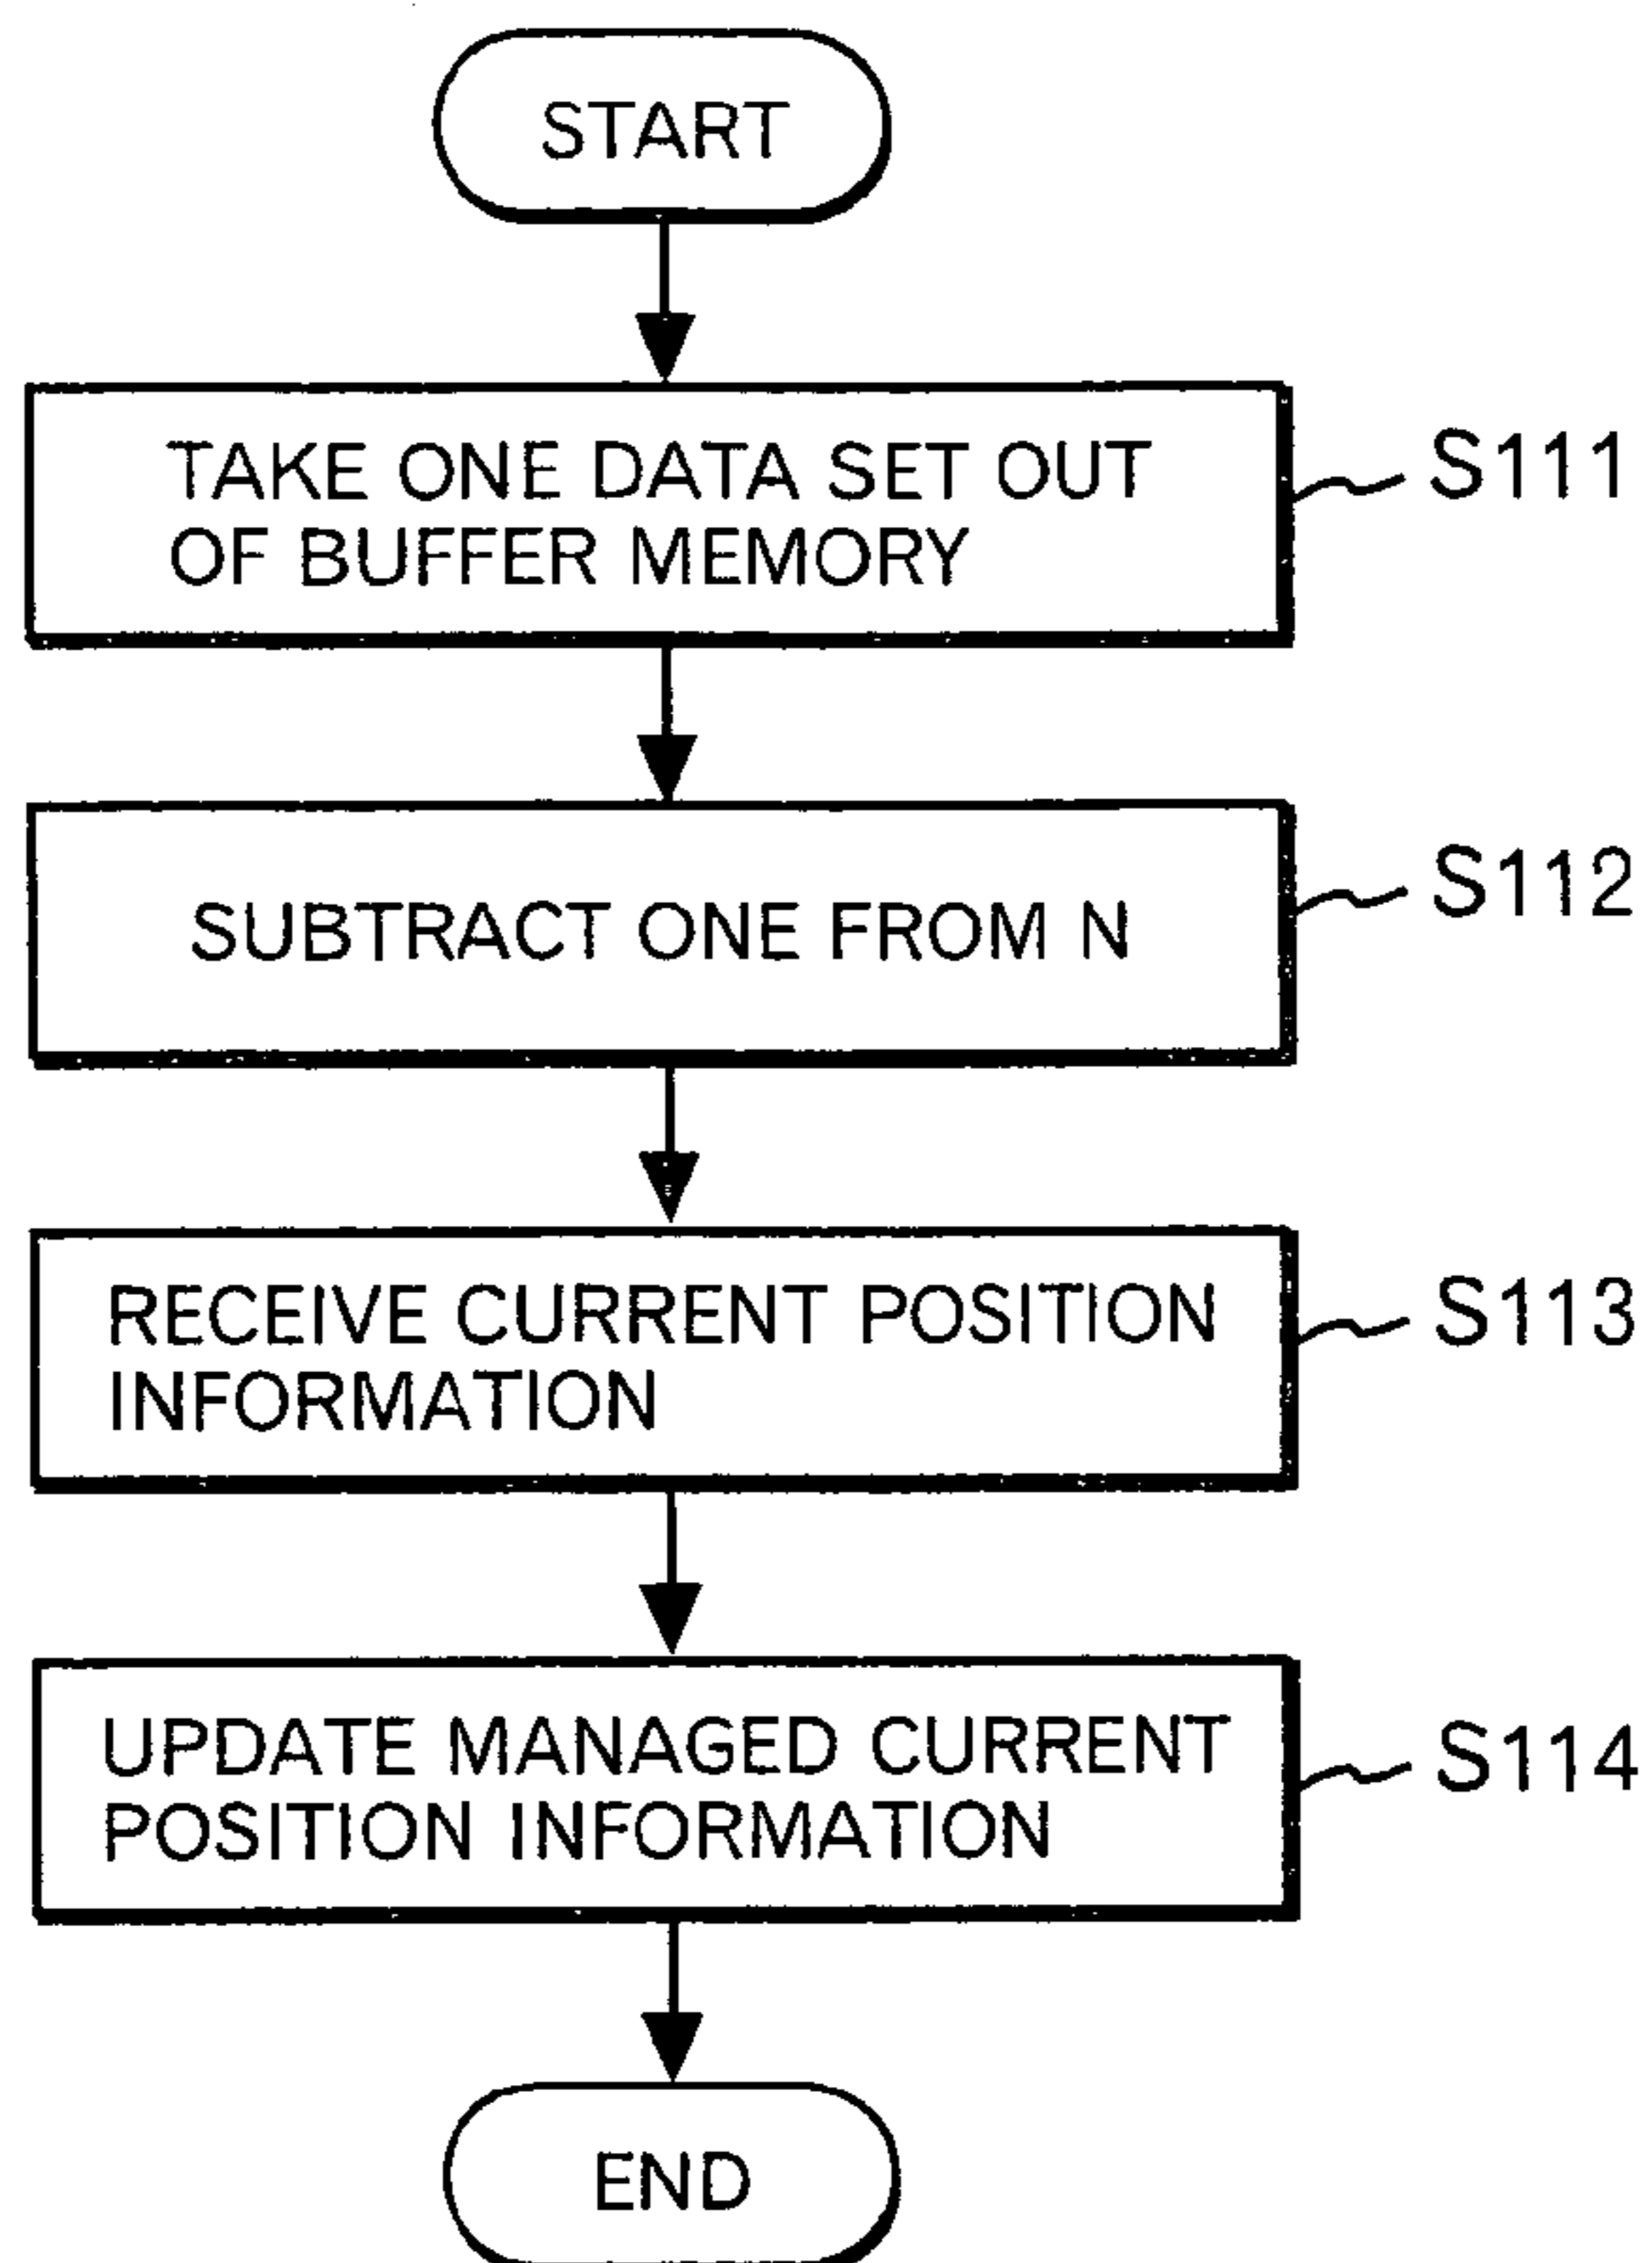 START
TAKE ONE DATA SET OUT
OF BUFFER MEMORY
S111
SUBTRACT ONE FROM N
S112
RECEIVE CURRENT POSITION
INFORMATION
S113
UPDATE MANAGED CURRENT
POSITION INFORMATION
S114
END